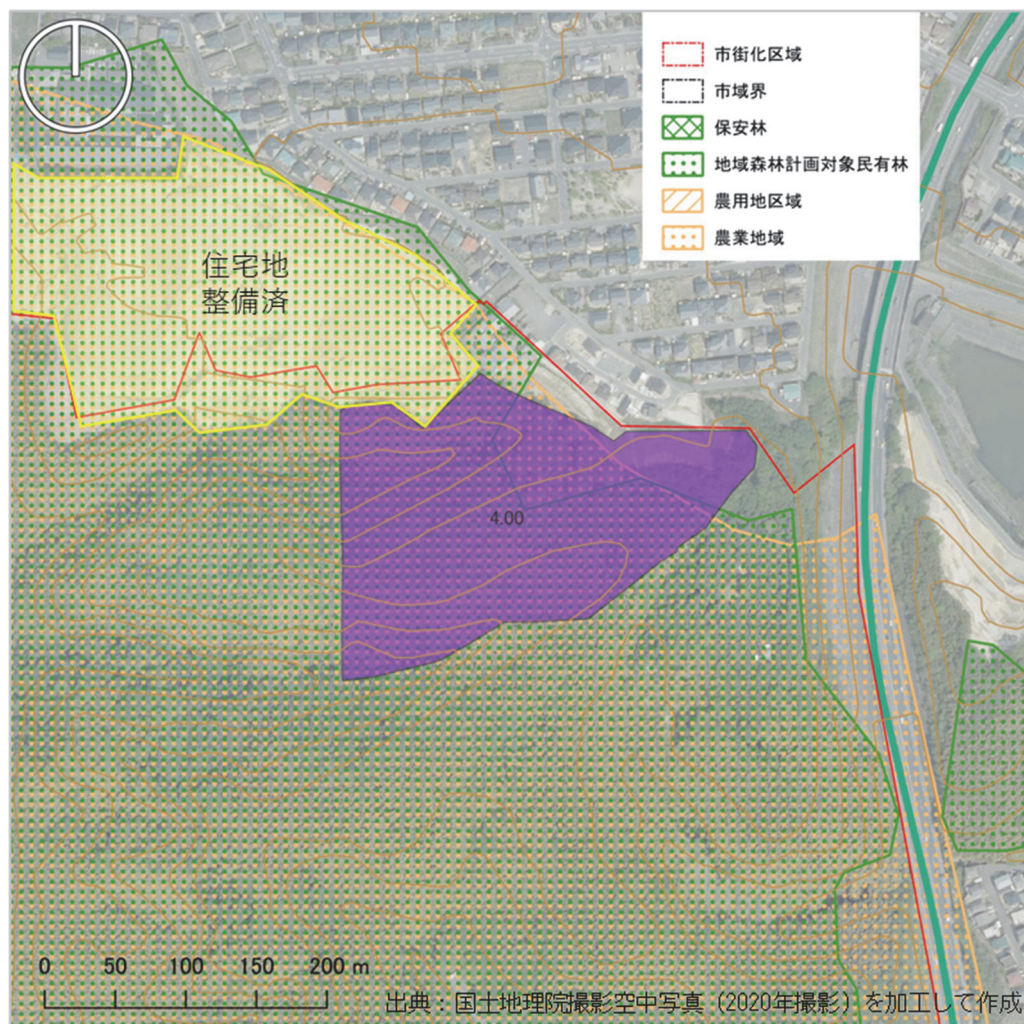 市街化区域
市域界
保安林
地域森林計画対象民有林
農用地区域
農業地域
住宅地
整備済
4.00
0 50 100 150 200 m
出典：国土地理院撮影空中写真（2020年撮影）を加工して作成